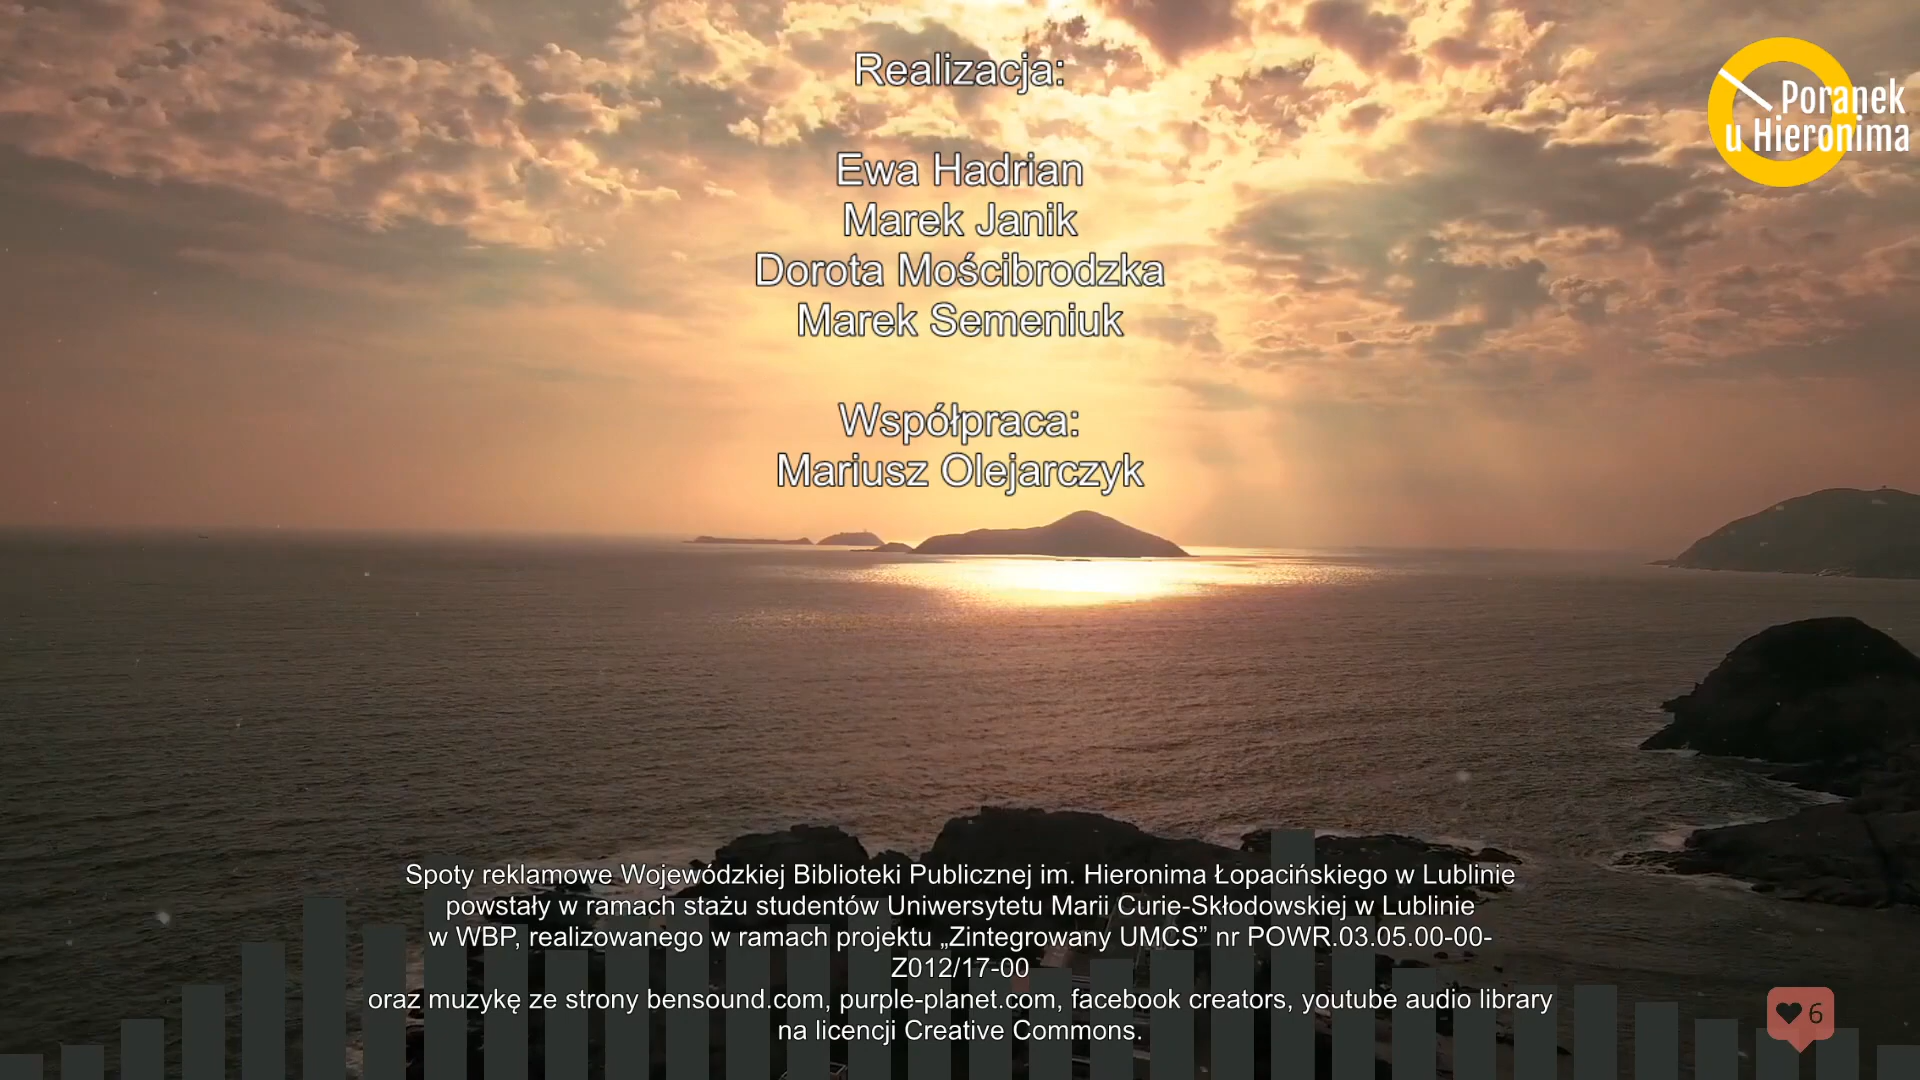 Realizacja:
Ewa Hadrian
Marek Janik
Dorota Mościbrodzka
Marek Semeniuk
Współpraca:
Mariusz Olejarczyk
Poranek
u Hieronima
Spoty reklamowe Wojewódzkiej Biblioteki Publicznej im. Hieronima Łopacińskiego w Lublinie
powstały w ramach stażu studentów Uniwersytetu Marii Curie-Skłodowskiej w Lublinie
w WBP, realizowanego w ramach projektu „Zintegrowany UMCS” nr POWR.03.05.00-00-
Z012/17-00
oraz muzykę ze strony bensound.com, purple-planet.com, facebook creators, youtube audio library
na licencji Creative Commons.
6